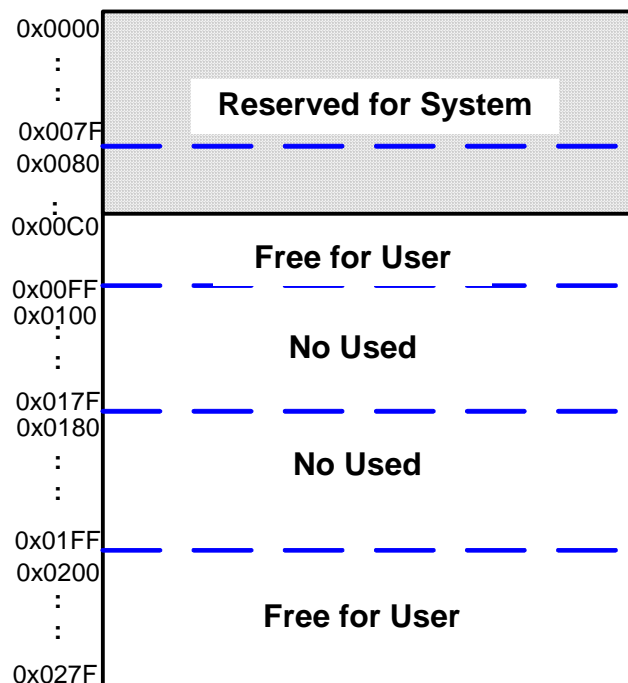 0x0000
:
:
Reserved for System
0x007F
0x0080
:
0x00C0
Free for User
0x00FF
0x0100
:
:
No Used
0x017F
0x0180
:
:
No Used
0x01FF
0x0200
:
:
Free for User
0x027F